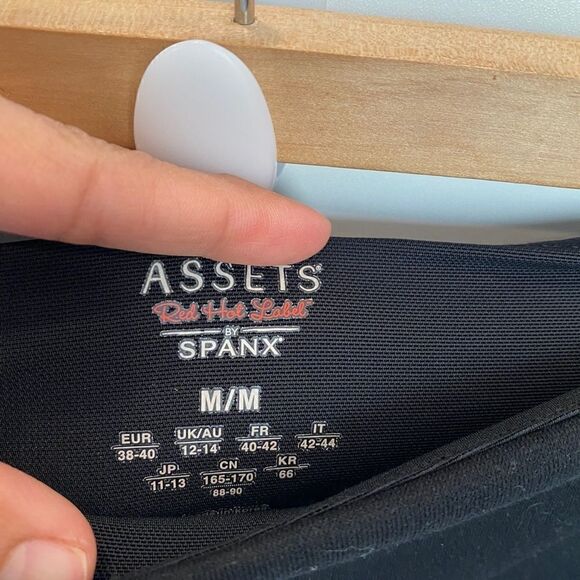 ASSETS®
Red Hot Label™
BY
SPANX®
M/M
EUR UK/AU FR IT
38-40 12-14 40-42 42-44
JP CN KR
11-13 165-170 66
88-90